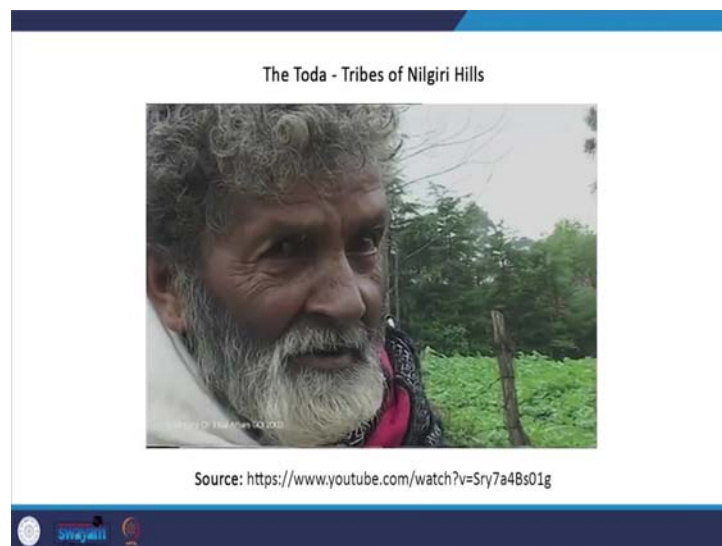 The Toda - Tribes of Nilgiri Hills
Source: https://www.youtube.com/watch?v=Sry7a4Bs01g
swayam